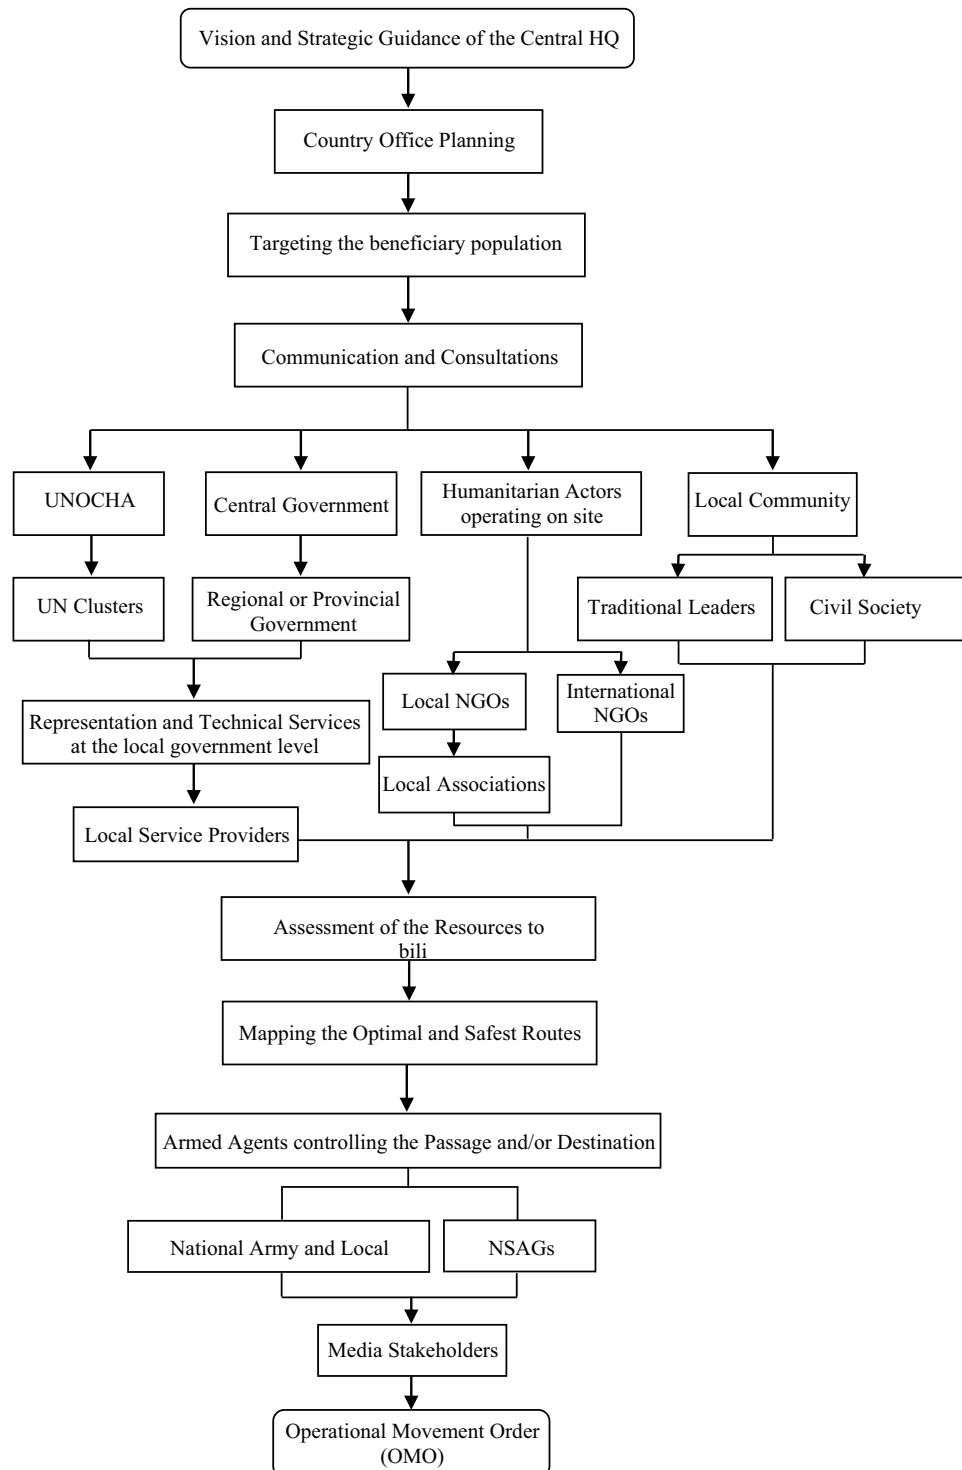 Vision and Strategic Guidance of the Central HQ
Country Office Planning
Targeting the beneficiary population
Communication and Consultations
UNOCHA
Central Government
Humanitarian Actors
operating on site
Local Community
UN Clusters
Regional or Provincial
Government
Traditional Leaders
Civil Society
Local NGOs
International
NGOs
Representation and Technical Services
at the local government level
Local Associations
Local Service Providers
Assessment of the Resources to
bili
Mapping the Optimal and Safest Routes
Armed Agents controlling the Passage and/or Destination
National Army and Local
NSAGs
Media Stakeholders
Operational Movement Order
(OMO)